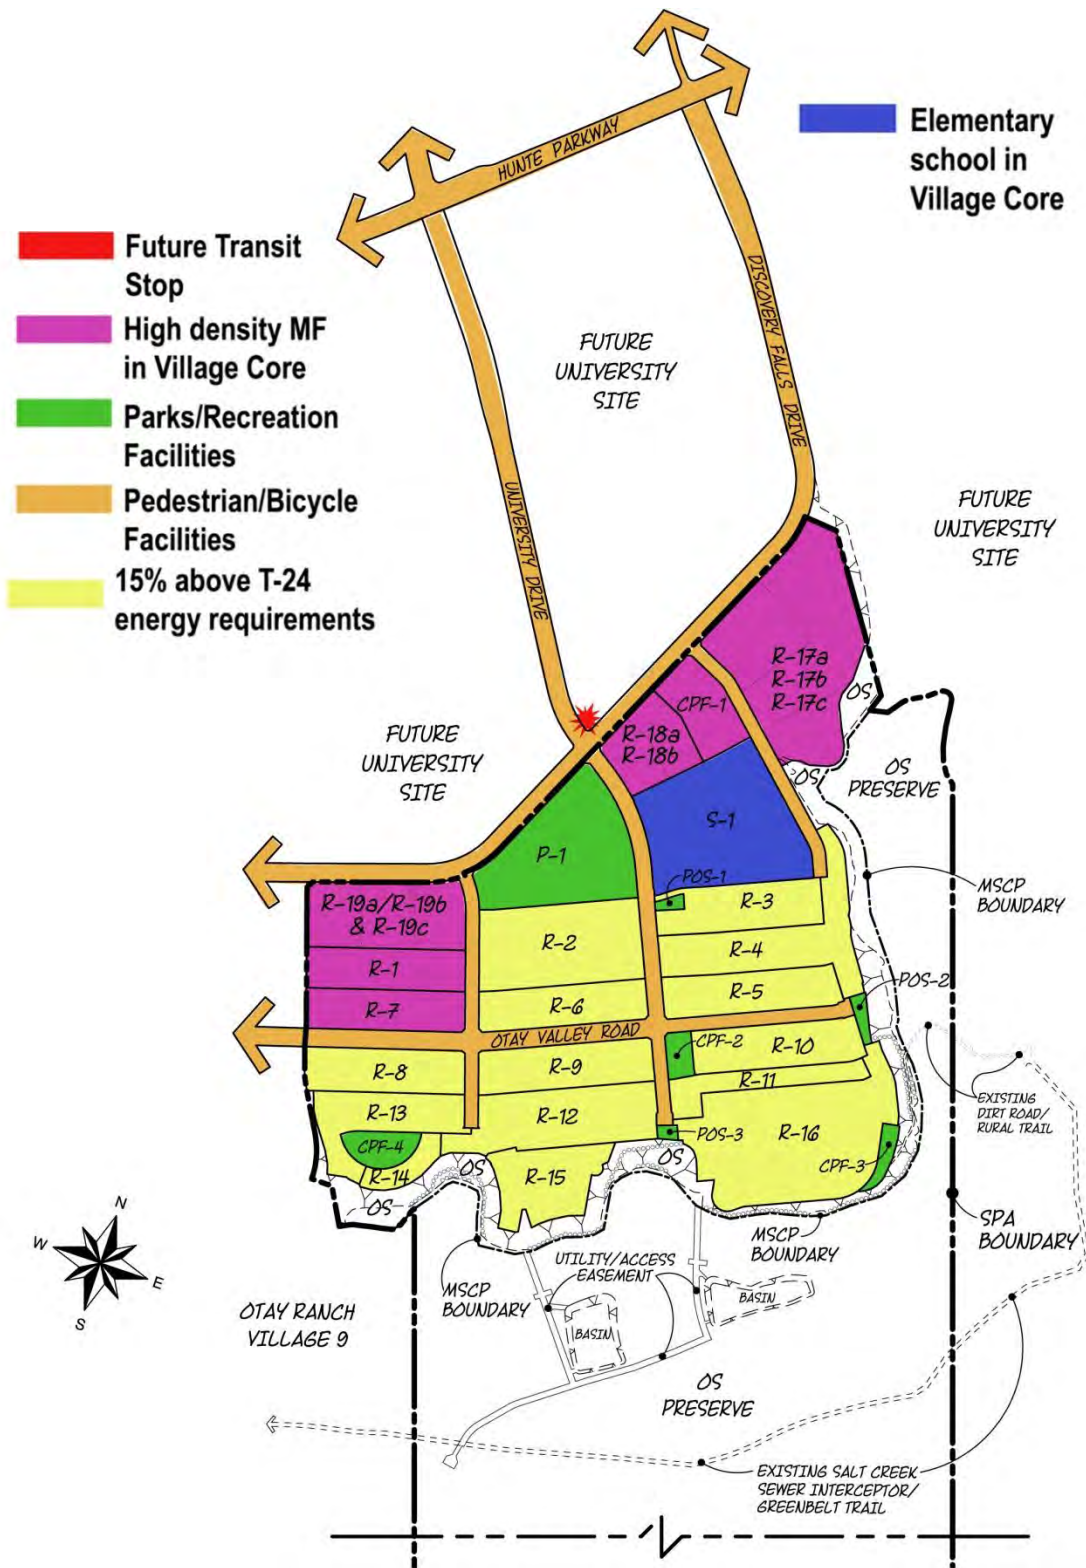 Elementary
school in
Village Core
Future Transit
Stop
High density MF
in Village Core
Parks/Recreation
Facilities
Pedestrian/Bicycle
Facilities
15% above T-24
energy requirements
HUNTE PARKWAY
DISCOVERY FALLS DRIVE
UNIVERSITY DRIVE
FUTURE
UNIVERSITY
SITE
FUTURE
UNIVERSITY
SITE
FUTURE
UNIVERSITY
SITE
R-17a
R-17b
R-17c
OS
CPF-1
R-18a
R-18b
OS
OS
PRESERVE
S-1
P-1
POS-1
MSCP
BOUNDARY
R-19a/R-19b
& R-19c
R-3
R-2
R-4
R-1
R-5
POS-2
R-7
R-6
OTAY VALLEY ROAD
CPF-2
R-10
R-8
R-9
R-11
R-13
R-12
EXISTING
DIRT ROAD/
RURAL TRAIL
POS-3
R-16
CPF-4
CPF-3
R-14
OS
R-15
OS
OS
N
W
E
S
SPA
BOUNDARY
MSCP
BOUNDARY
UTILITY/ACCESS
EASEMENT
MSCP
BOUNDARY
BASIN
BASIN
OTAY RANCH
VILLAGE 9
OS
PRESERVE
EXISTING SALT CREEK
SEWER INTERCEPTOR/
GREENBELT TRAIL